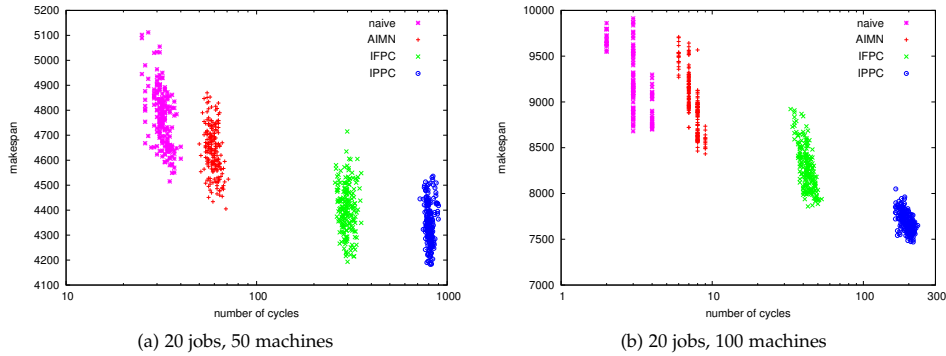 5200
5100
5000
4900
4800
4700
4600
4500
4400
4300
4200
4100
makespan
10
100
1000
number of cycles
naive
AIMN
IFPC
IPPC
(a) 20 jobs, 50 machines
10000
9500
9000
8500
8000
7500
7000
makespan
1
10
100
300
number of cycles
naive
AIMN
IFPC
IPPC
(b) 20 jobs, 100 machines